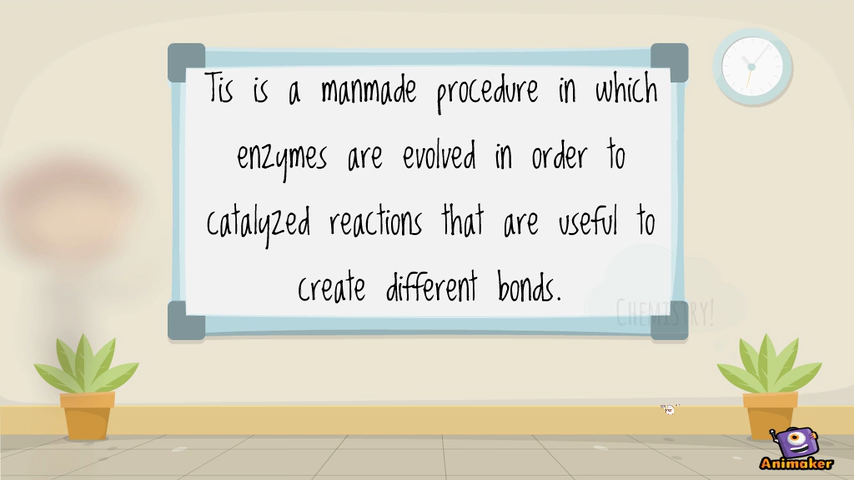 Tis is a manmade procedure in which
enzymes are evolved in order to
catalyzed reactions that are useful to
create different bonds.
CHEMISTRY!
Animaker